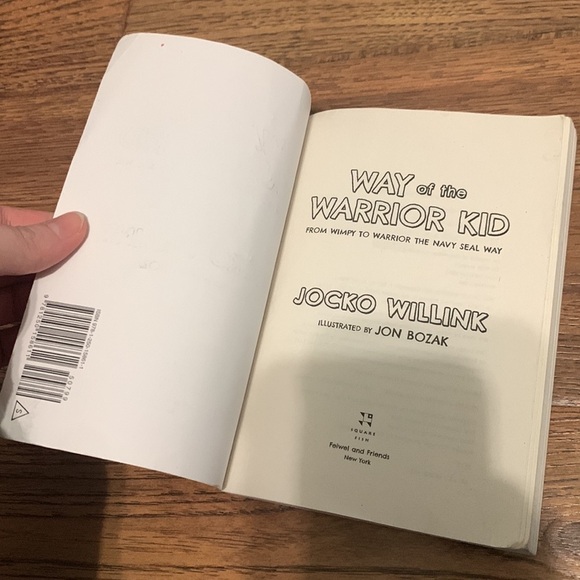 WAY of the
WARRIOR KID
FROM WIMPY TO WARRIOR THE NAVY SEAL WAY
JOCKO WILLINK
ILLUSTRATED BY JON BOZAK
SQUARE
FISH
Feiwel and Friends
New York
50799
S